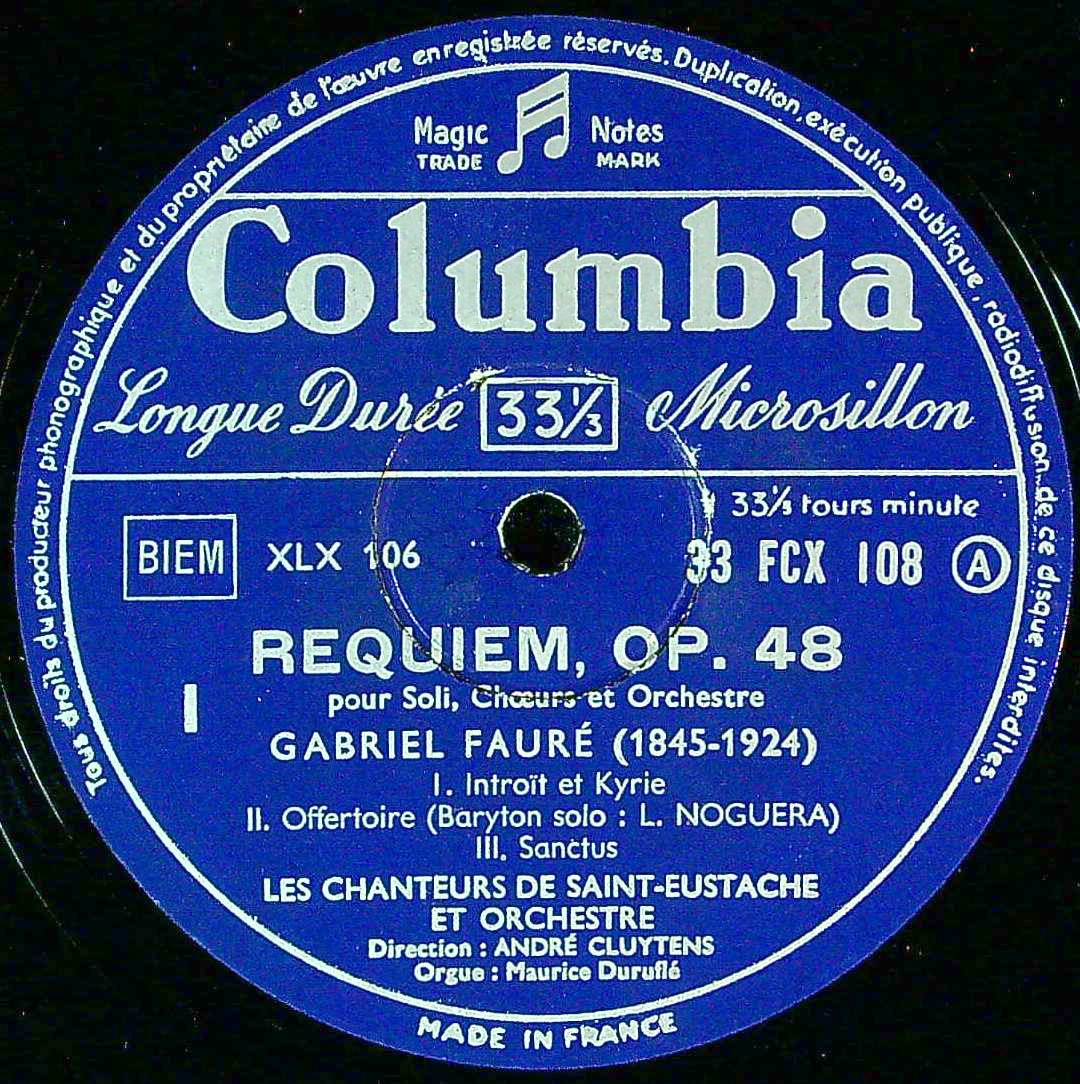 Tous droits du producteur phonographique et du propriétaire de l'œuvre enregistrée réservés. Duplication, exécution publique, radiodiffusion de ce disque interdites.
Magic Notes
TRADE MARK
Columbia
Longue Durée 33⅓ Microsillon
33⅓ tours minute
BIEM XLX 106 33 FCX 108 A
REQUIEM, OP. 48
I
pour Soli, Chœurs et Orchestre
GABRIEL FAURÉ (1845-1924)
I. Introït et Kyrie
II. Offertoire (Baryton solo : L. NOGUERA)
III. Sanctus
LES CHANTEURS DE SAINT-EUSTACHE
ET ORCHESTRE
Direction : ANDRÉ CLUYTENS
Orgue : Maurice Duruflé
MADE IN FRANCE